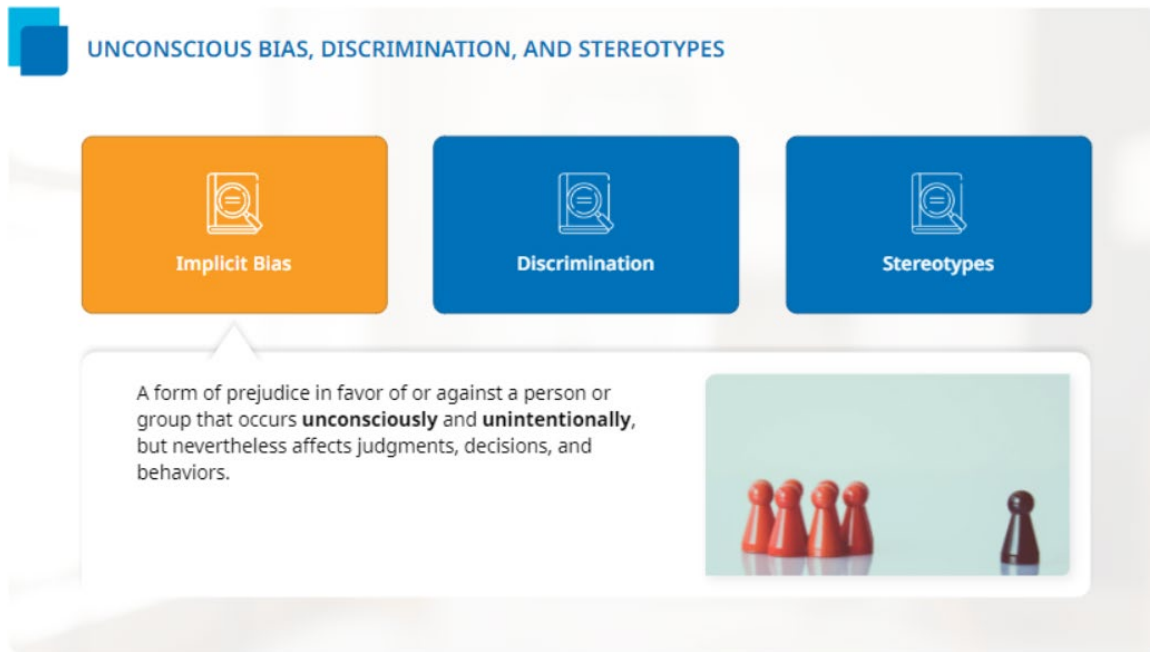 UNCONSCIOUS BIAS, DISCRIMINATION, AND STEREOTYPES
Implicit Bias
Discrimination
Stereotypes
A form of prejudice in favor of or against a person or
group that occurs unconsciously and unintentionally,
but nevertheless affects judgments, decisions, and
behaviors.